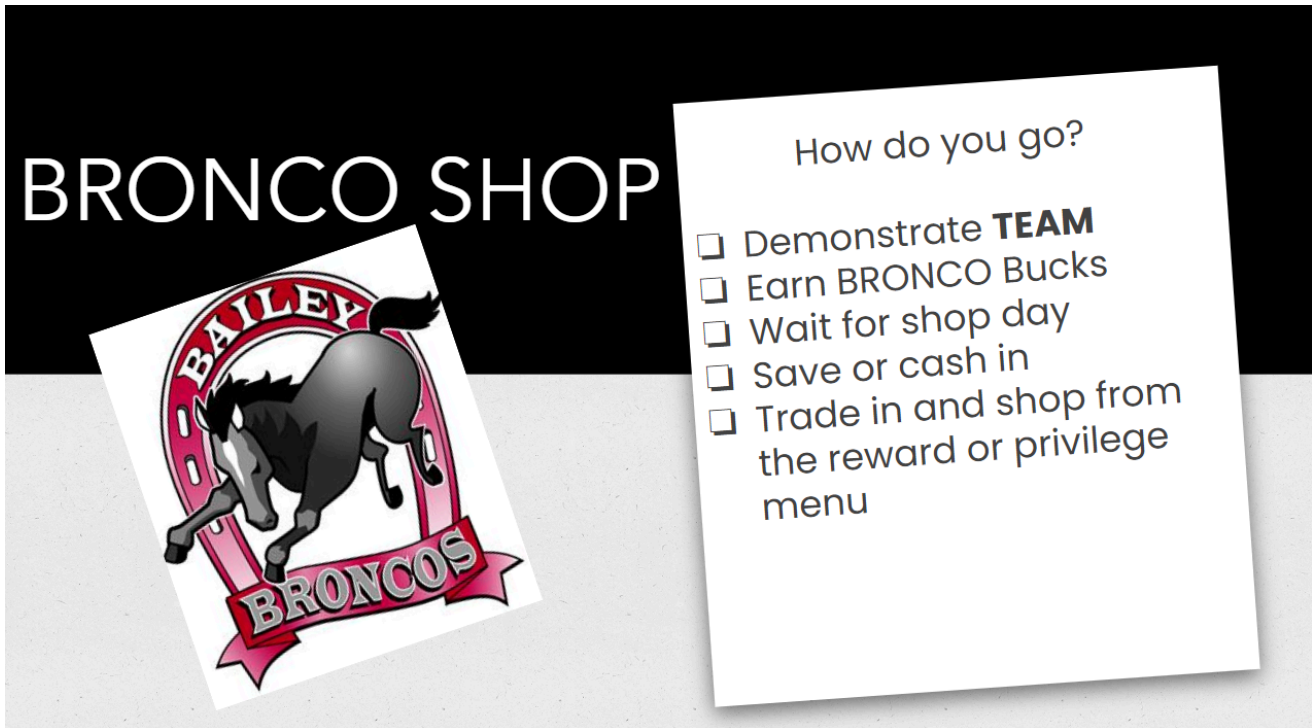 BRONCO SHOP
BAILEY
BRONCOS
How do you go?
❏ Demonstrate TEAM
❏ Earn BRONCO Bucks
❏ Wait for shop day
❏ Save or cash in
❏ Trade in and shop from
the reward or privilege
menu